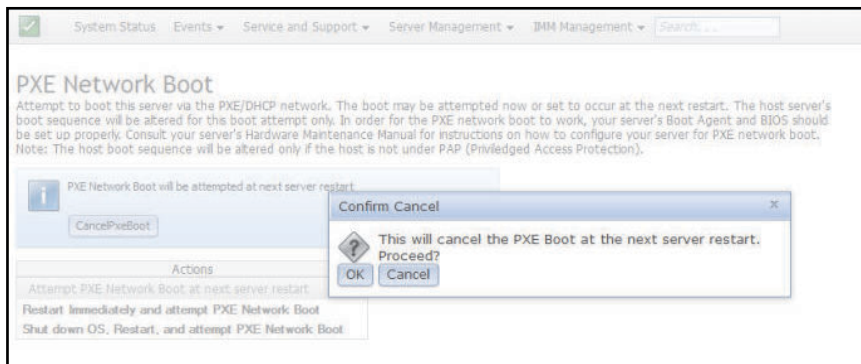 System Status Events Service and Support Server Management IMM Management Search...
PXE Network Boot
Attempt to boot this server via the PXE/DHCP network. The boot may be attempted now or set to occur at the next restart. The host server's
boot sequence will be altered for this boot attempt only. In order for the PXE network boot to work, your server's Boot Agent and BIOS should
be set up properly. Consult your server's Hardware Maintenance Manual for instructions on how to configure your server for PXE network boot.
Note: The host boot sequence will be altered only if the host is not under PAP (Priviledged Access Protection).
PXE Network Boot will be attempted at next server restart
CancelPxeBoot
Confirm Cancel
This will cancel the PXE Boot at the next server restart.
Proceed?
OK Cancel
Actions
Attempt PXE Network Boot at next server restart
Restart Immediately and attempt PXE Network Boot
Shut down OS, Restart, and attempt PXE Network Boot